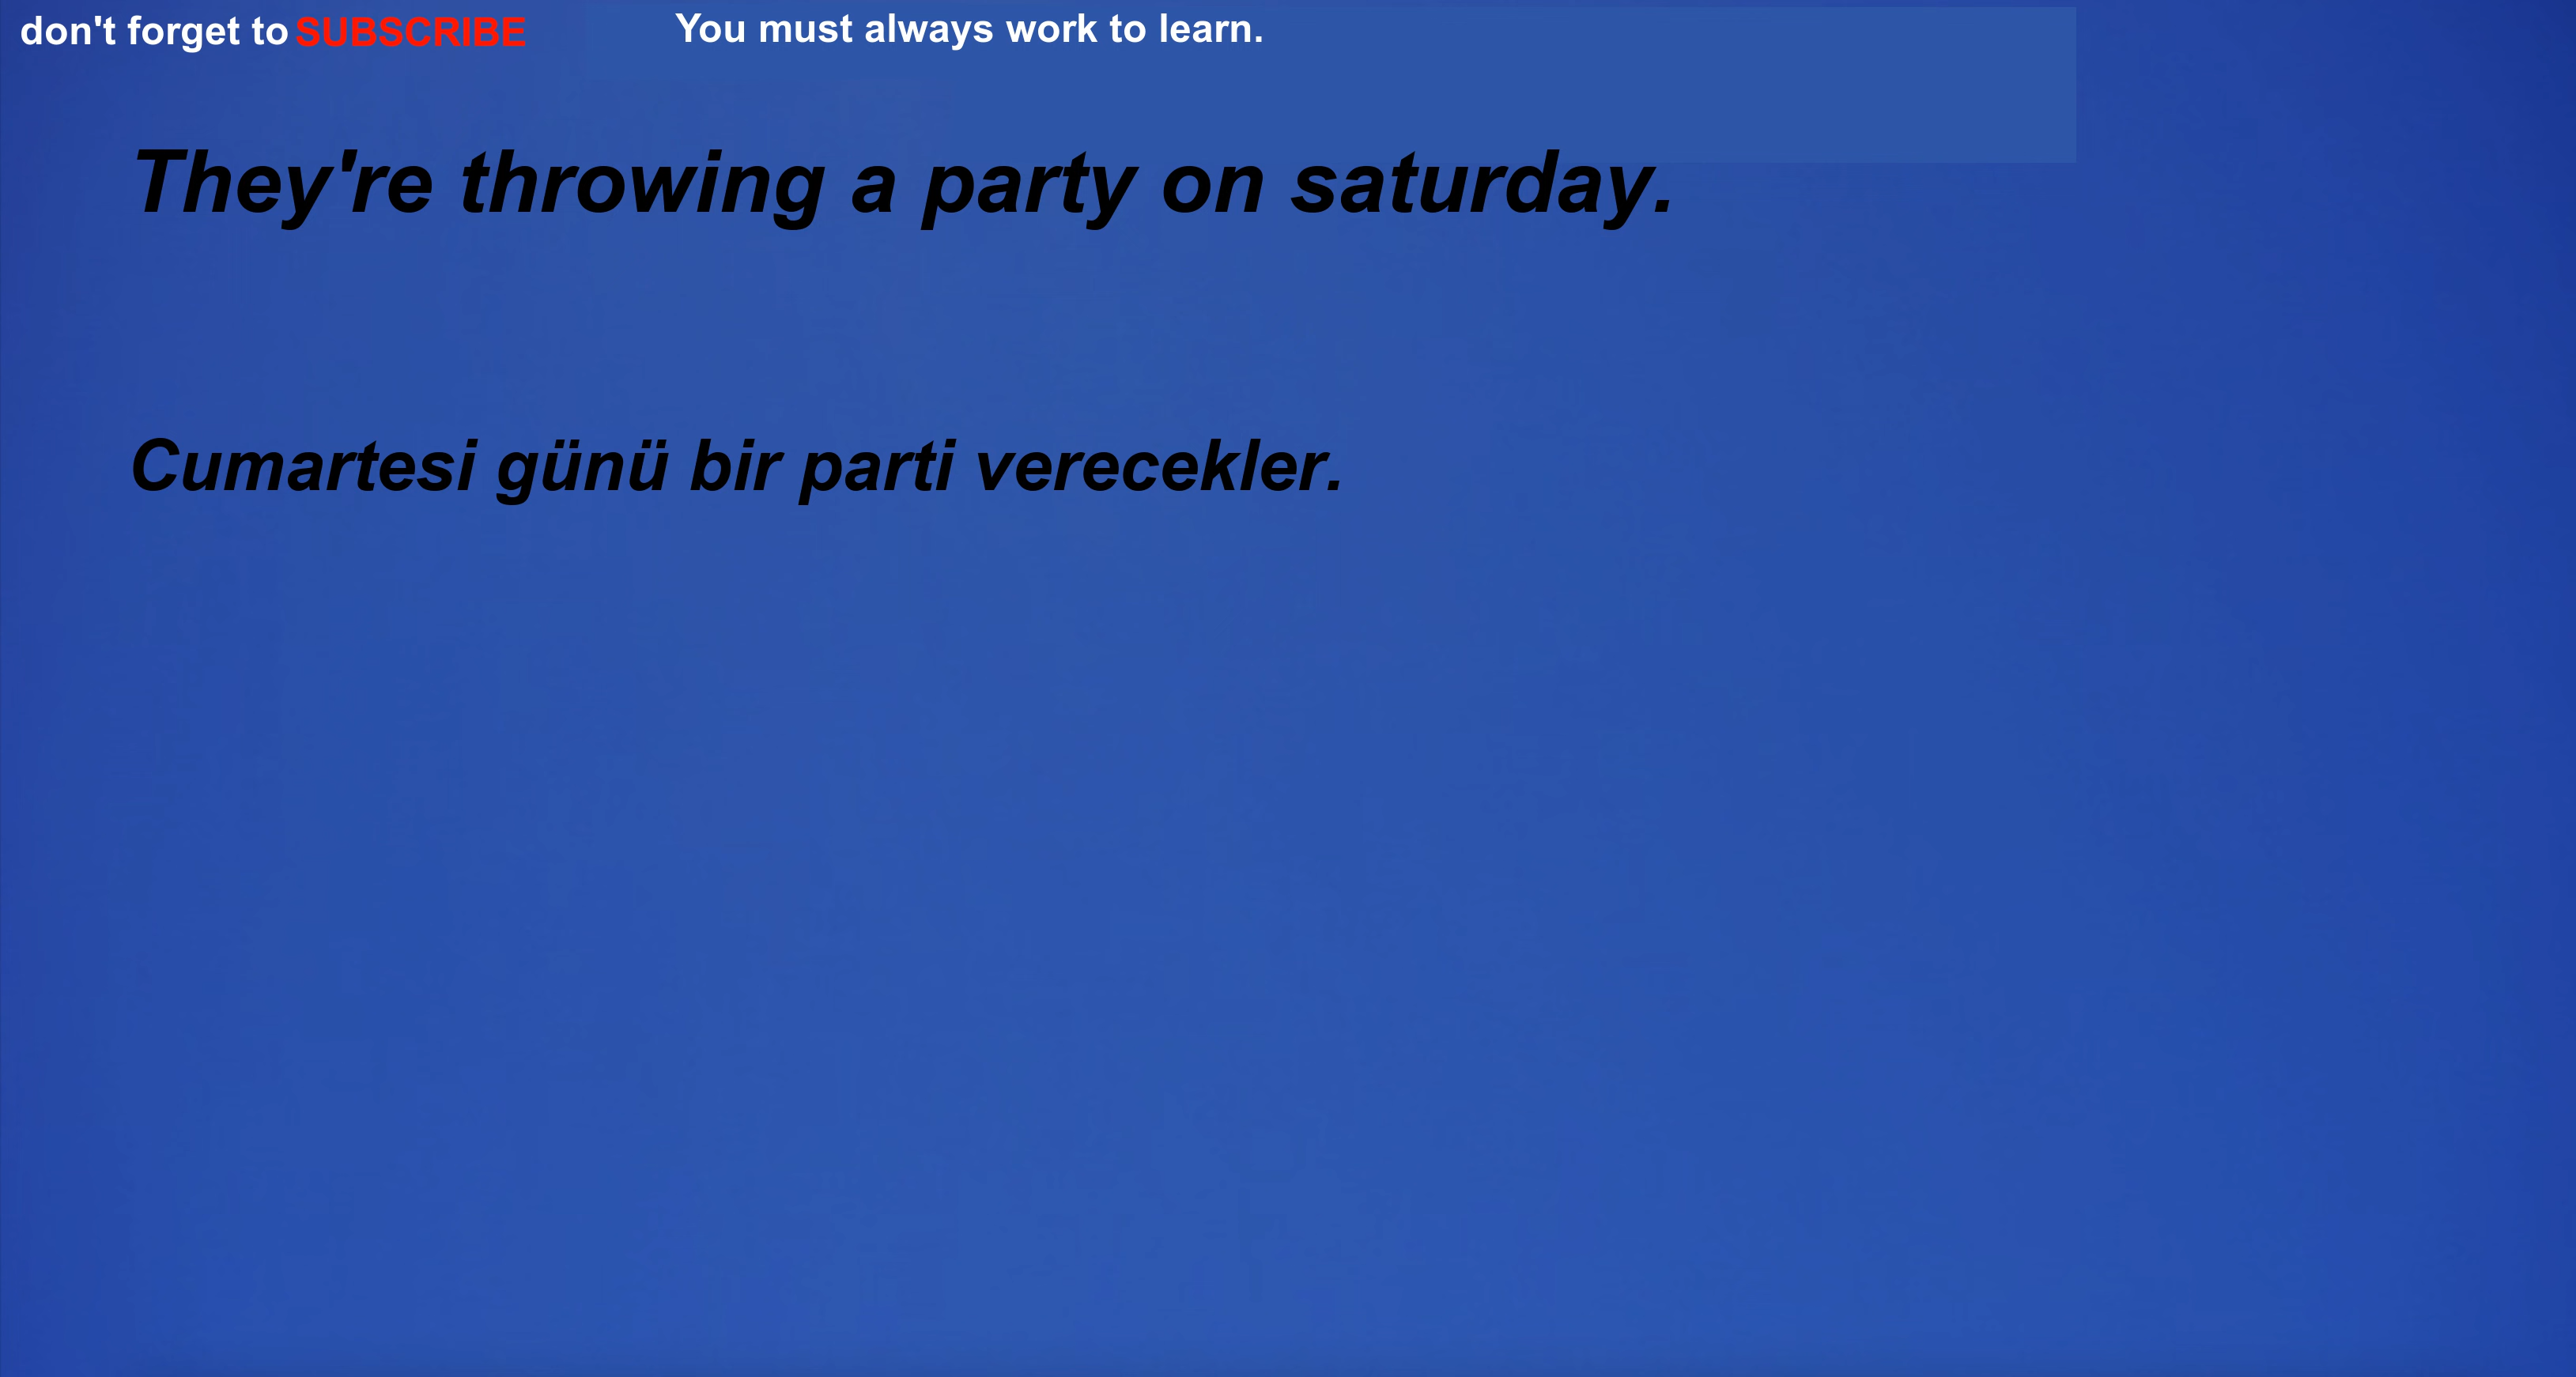 don't forget to SUBSCRIBE You must always work to learn.
They're throwing a party on saturday.
Cumartesi günü bir parti verecekler.